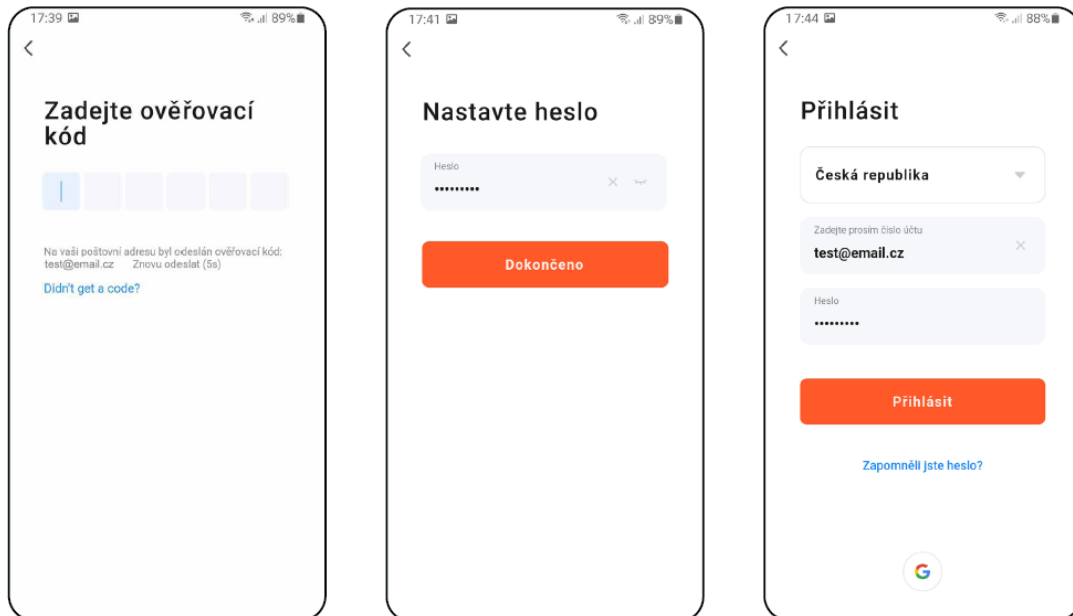 17:39
89%
Zadejte ověřovací
kód
Na vaši poštovní adresu byl odeslán ověřovací kód:
test@email.cz Znovu odeslat (5s)
Didn't get a code?
17:41
89%
Nastavte heslo
Heslo
•••••••••
Dokončeno
17:44
88%
Přihlásit
Česká republika
Zadejte prosím číslo účtu
test@email.cz
Heslo
•••••••••
Přihlásit
Zapomněli jste heslo?